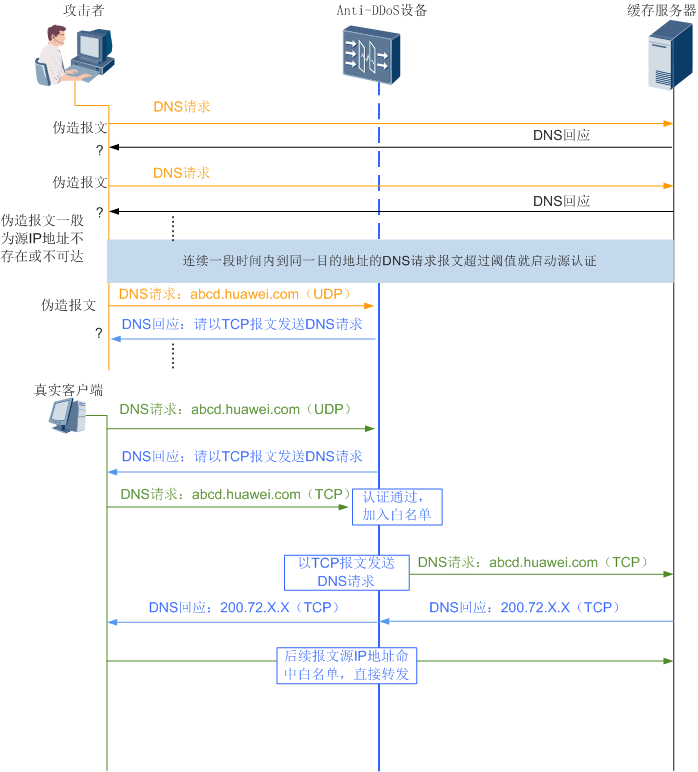 攻击者
Anti-DDoS设备
缓存服务器
DNS请求
伪造报文
DNS回应
?
DNS请求
伪造报文
DNS回应
?
伪造报文一般
为源IP地址不
存在或不可达
连续一段时间内到同一目的地址的DNS请求报文超过阈值就启动源认证
DNS请求：abcd.huawei.com（UDP）
伪造报文
DNS回应：请以TCP报文发送DNS请求
?
真实客户端
DNS请求：abcd.huawei.com（UDP）
DNS回应：请以TCP报文发送DNS请求
DNS请求：abcd.huawei.com（TCP）
认证通过，
加入白名单
以TCP报文发送
DNS请求
DNS请求：abcd.huawei.com（TCP）
DNS回应：200.72.X.X（TCP）
DNS回应：200.72.X.X（TCP）
后续报文源IP地址命
中白名单，直接转发